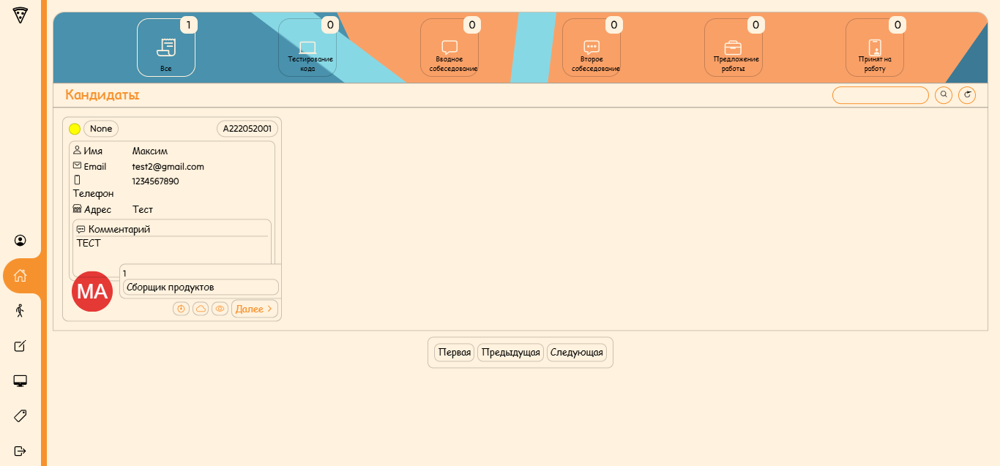 1
0
0
0
0
0
Все
Тестирование
кода
Вводное
собеседование
Второе
собеседование
Предложение
работы
Принят на
работу
Кандидаты
None
A222052001
Имя
Максим
Email
test2@gmail.com
1234567890
Телефон
Адрес
Тест
Комментарий
ТЕСТ
1
Сборщик продуктов
МА
Далее >
Первая
Предыдущая
Следующая